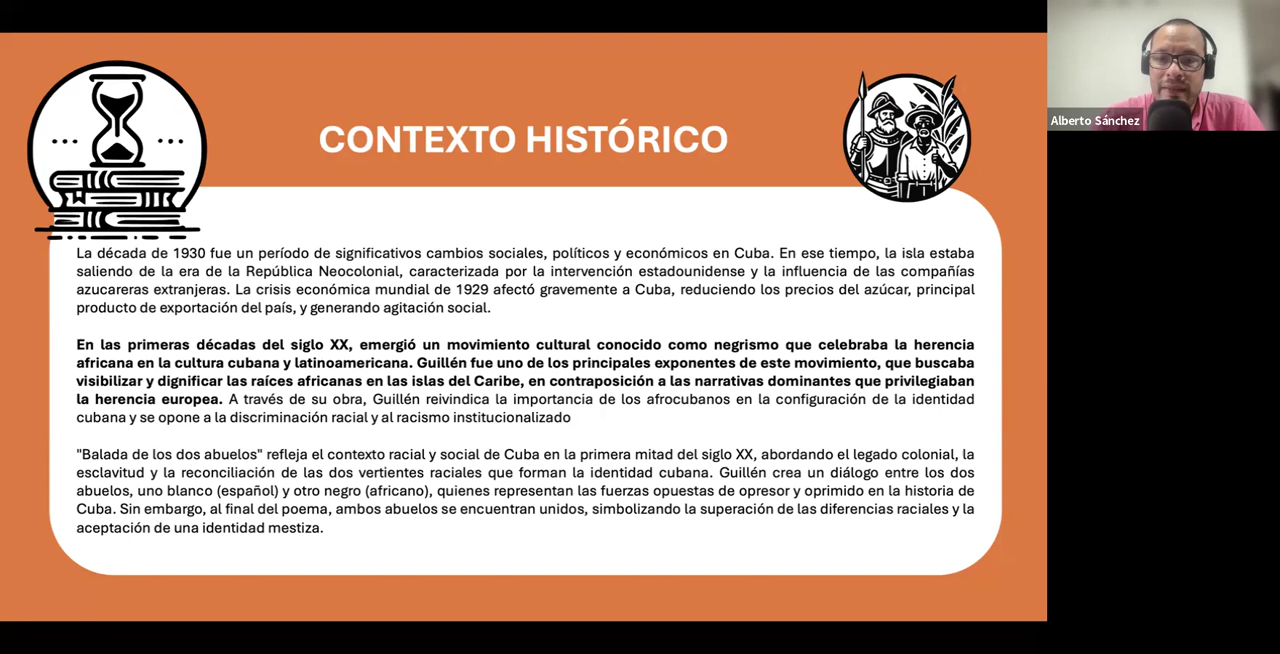 CONTEXTO HISTÓRICO
Alberto Sánchez
La década de 1930 fue un período de significativos cambios sociales, políticos y económicos en Cuba. En ese tiempo, la isla estaba
saliendo de la era de la República Neocolonial, caracterizada por la intervención estadounidense y la influencia de las compañías
azucareras extranjeras. La crisis económica mundial de 1929 afectó gravemente a Cuba, reduciendo los precios del azúcar, principal
producto de exportación del país, y generando agitación social.
En las primeras décadas del siglo XX, emergió un movimiento cultural conocido como negrismo que celebraba la herencia
africana en la cultura cubana y latinoamericana. Guillén fue uno de los principales exponentes de este movimiento, que buscaba
visibilizar y dignificar las raíces africanas en las islas del Caribe, en contraposición a las narrativas dominantes que privilegiaban
la herencia europea. A través de su obra, Guillén reivindica la importancia de los afrocubanos en la configuración de la identidad
cubana y se opone a la discriminación racial y al racismo institucionalizado
"Balada de los dos abuelos" refleja el contexto racial y social de Cuba en la primera mitad del siglo XX, abordando el legado colonial, la
esclavitud y la reconciliación de las dos vertientes raciales que forman la identidad cubana. Guillén crea un diálogo entre los dos
abuelos, uno blanco (español) y otro negro (africano), quienes representan las fuerzas opuestas de opresor y oprimido en la historia de
Cuba. Sin embargo, al final del poema, ambos abuelos se encuentran unidos, simbolizando la superación de las diferencias raciales y la
aceptación de una identidad mestiza.